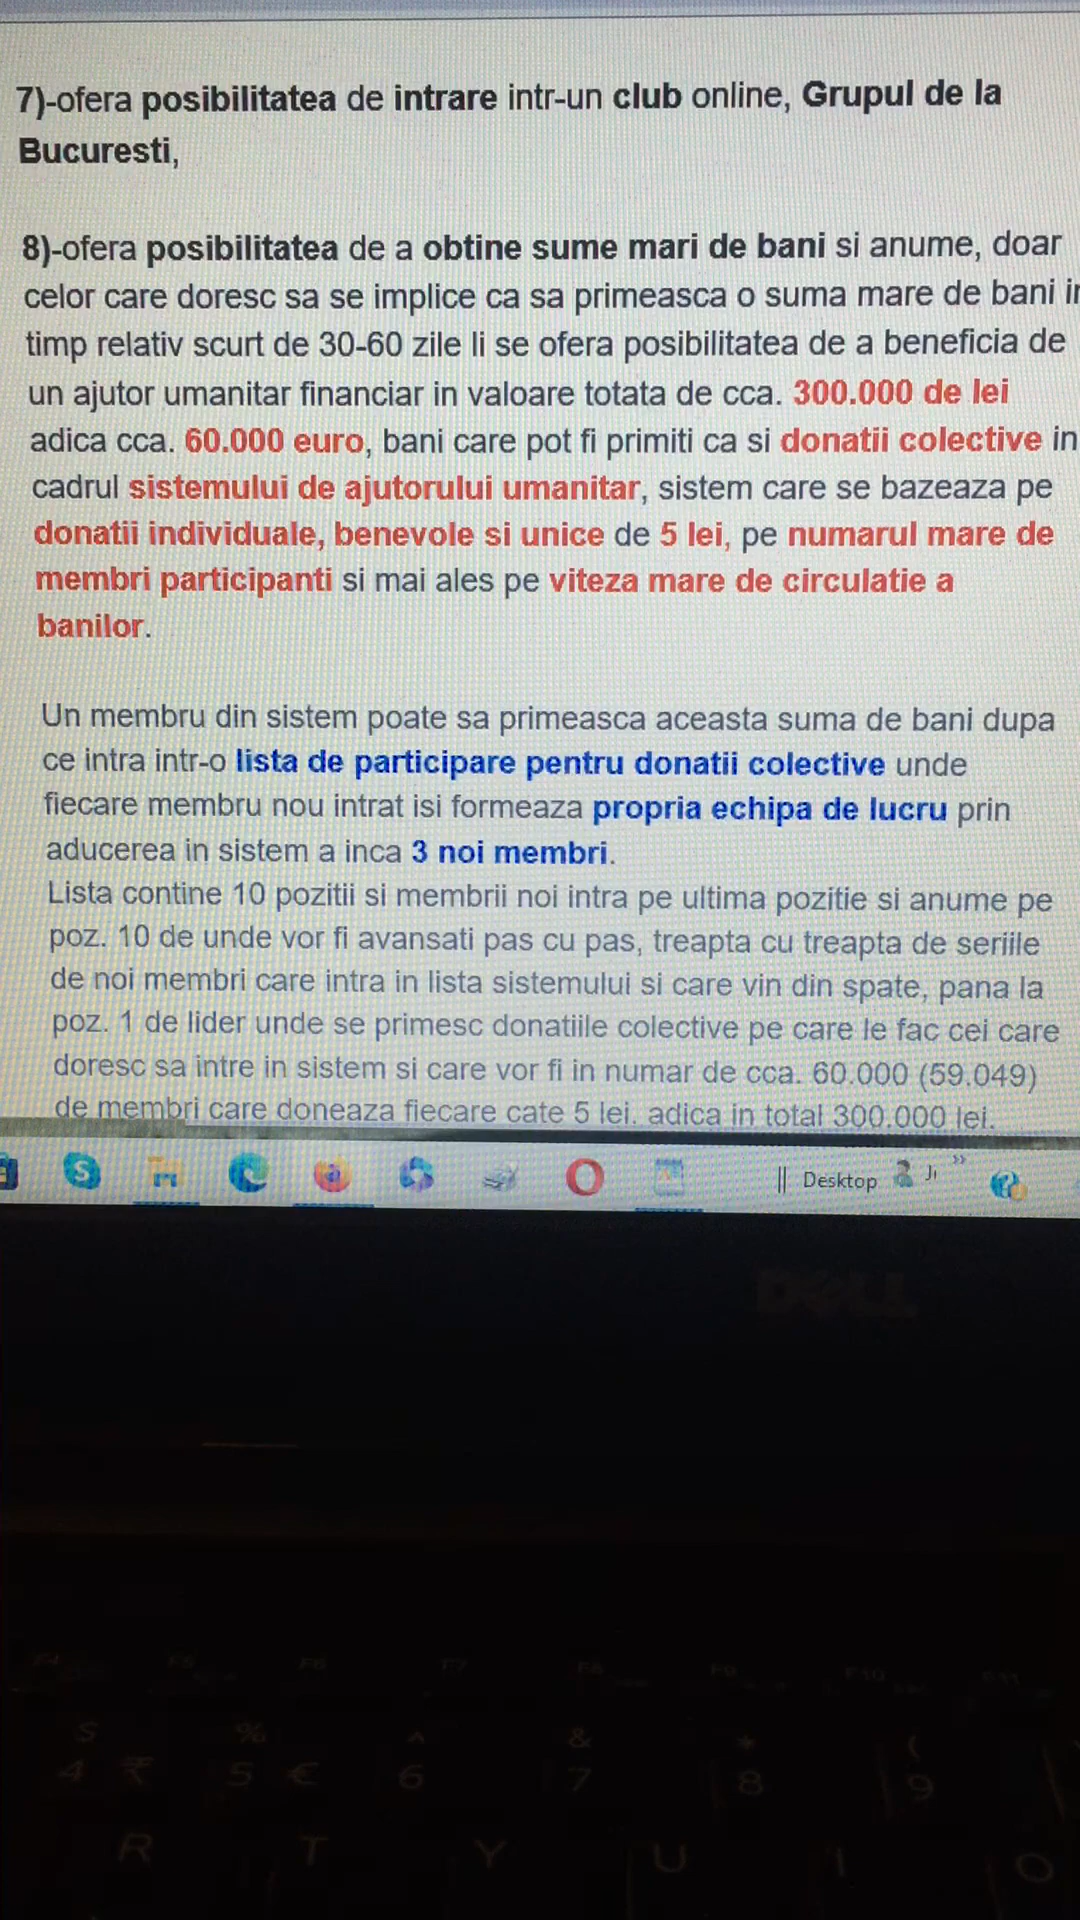 7)-ofera posibilitatea de intrare intr-un club online, Grupul de la
Bucuresti,
8)-ofera posibilitatea de a obtine sume mari de bani si anume, doar
celor care doresc sa se implice ca sa primeasca o suma mare de bani in
timp relativ scurt de 30-60 zile li se ofera posibilitatea de a beneficia de
un ajutor umanitar financiar in valoare totata de cca. 300.000 de lei
adica cca. 60.000 euro, bani care pot fi primiti ca si donatii colective in
cadrul sistemului de ajutorului umanitar, sistem care se bazeaza pe
donatii individuale, benevole si unice de 5 lei, pe numarul mare de
membri participanti si mai ales pe viteza mare de circulatie a
banilor.
Un membru din sistem poate sa primeasca aceasta suma de bani dupa
ce intra intr-o lista de participare pentru donatii colective unde
fiecare membru nou intrat isi formeaza propria echipa de lucru prin
aducerea in sistem a inca 3 noi membri.
Lista contine 10 pozitii si membrii noi intra pe ultima pozitie si anume pe
poz. 10 de unde vor fi avansati pas cu pas, treapta cu treapta de seriile
de noi membri care intra in lista sistemului si care vin din spate, pana la
poz. 1 de lider unde se primesc donatiile colective pe care le fac cei care
doresc sa intre in sistem si care vor fi in numar de cca. 60.000 (59.049)
de membri care doneaza fiecare cate 5 lei. adica in total 300.000 lei.
Desktop
DELL
$ % ^ & * (
4 ₹ 5 € 6 7 8 9
R T Y U I O